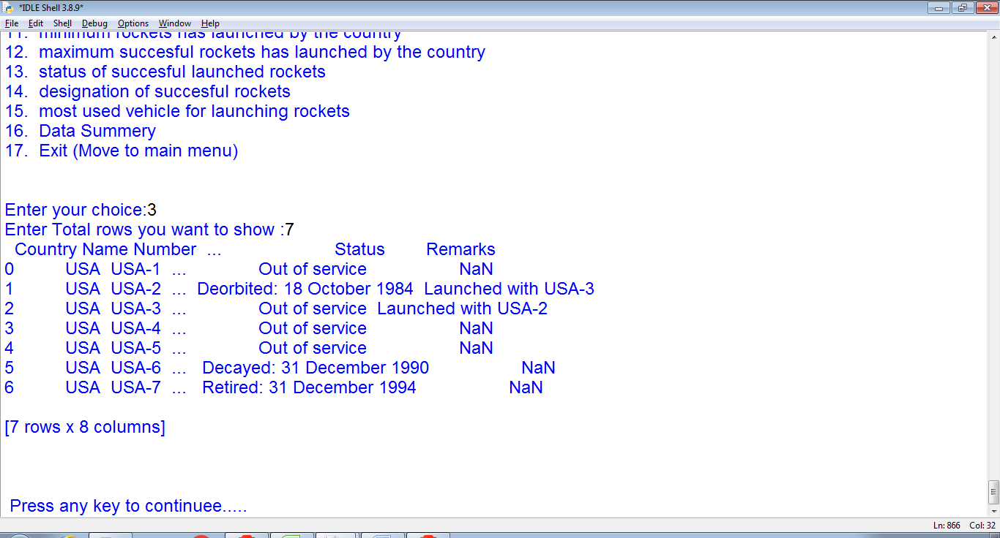 *IDLE Shell 3.8.9*
File Edit Shell Debug Options Window Help
11. minimum rockets has launched by the country
12. maximum succesful rockets has launched by the country
13. status of succesful launched rockets
14. designation of succesful rockets
15. most used vehicle for launching rockets
16. Data Summery
17. Exit (Move to main menu)
Enter your choice:3
Enter Total rows you want to show :7
Country Name Number ... Status Remarks
0 USA USA-1 ... Out of service NaN
1 USA USA-2 ... Deorbited: 18 October 1984 Launched with USA-3
2 USA USA-3 ... Out of service Launched with USA-2
3 USA USA-4 ... Out of service NaN
4 USA USA-5 ... Out of service NaN
5 USA USA-6 ... Decayed: 31 December 1990 NaN
6 USA USA-7 ... Retired: 31 December 1994 NaN
[7 rows x 8 columns]
Press any key to continuee.....
Ln: 866 Col: 32